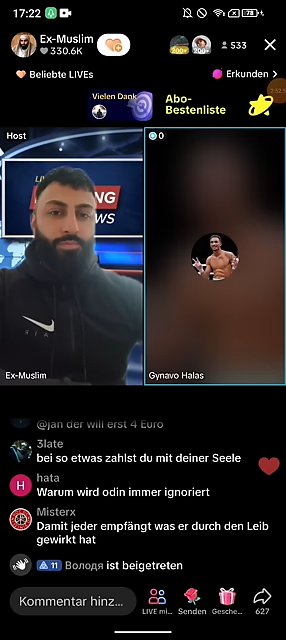 17:22
78
Ex-Muslim
330.6K
200+
533
Beliebte LIVEs
Erkunden >
Vielen Dank
Abo-
Bestenliste
Host
0
NG
WS
Ex-Muslim
Gynavo Halas
@jan der will erst 4 Euro
3late
bei so etwas zahlst du mit deiner Seele
H
hata
Warum wird odin immer ignoriert
Misterx
Damit jeder empfängt was er durch den Leib
gewirkt hat
11 Володя ist beigetreten
Kommentar hinz...
LIVE mi...
Senden
Gesche...
627